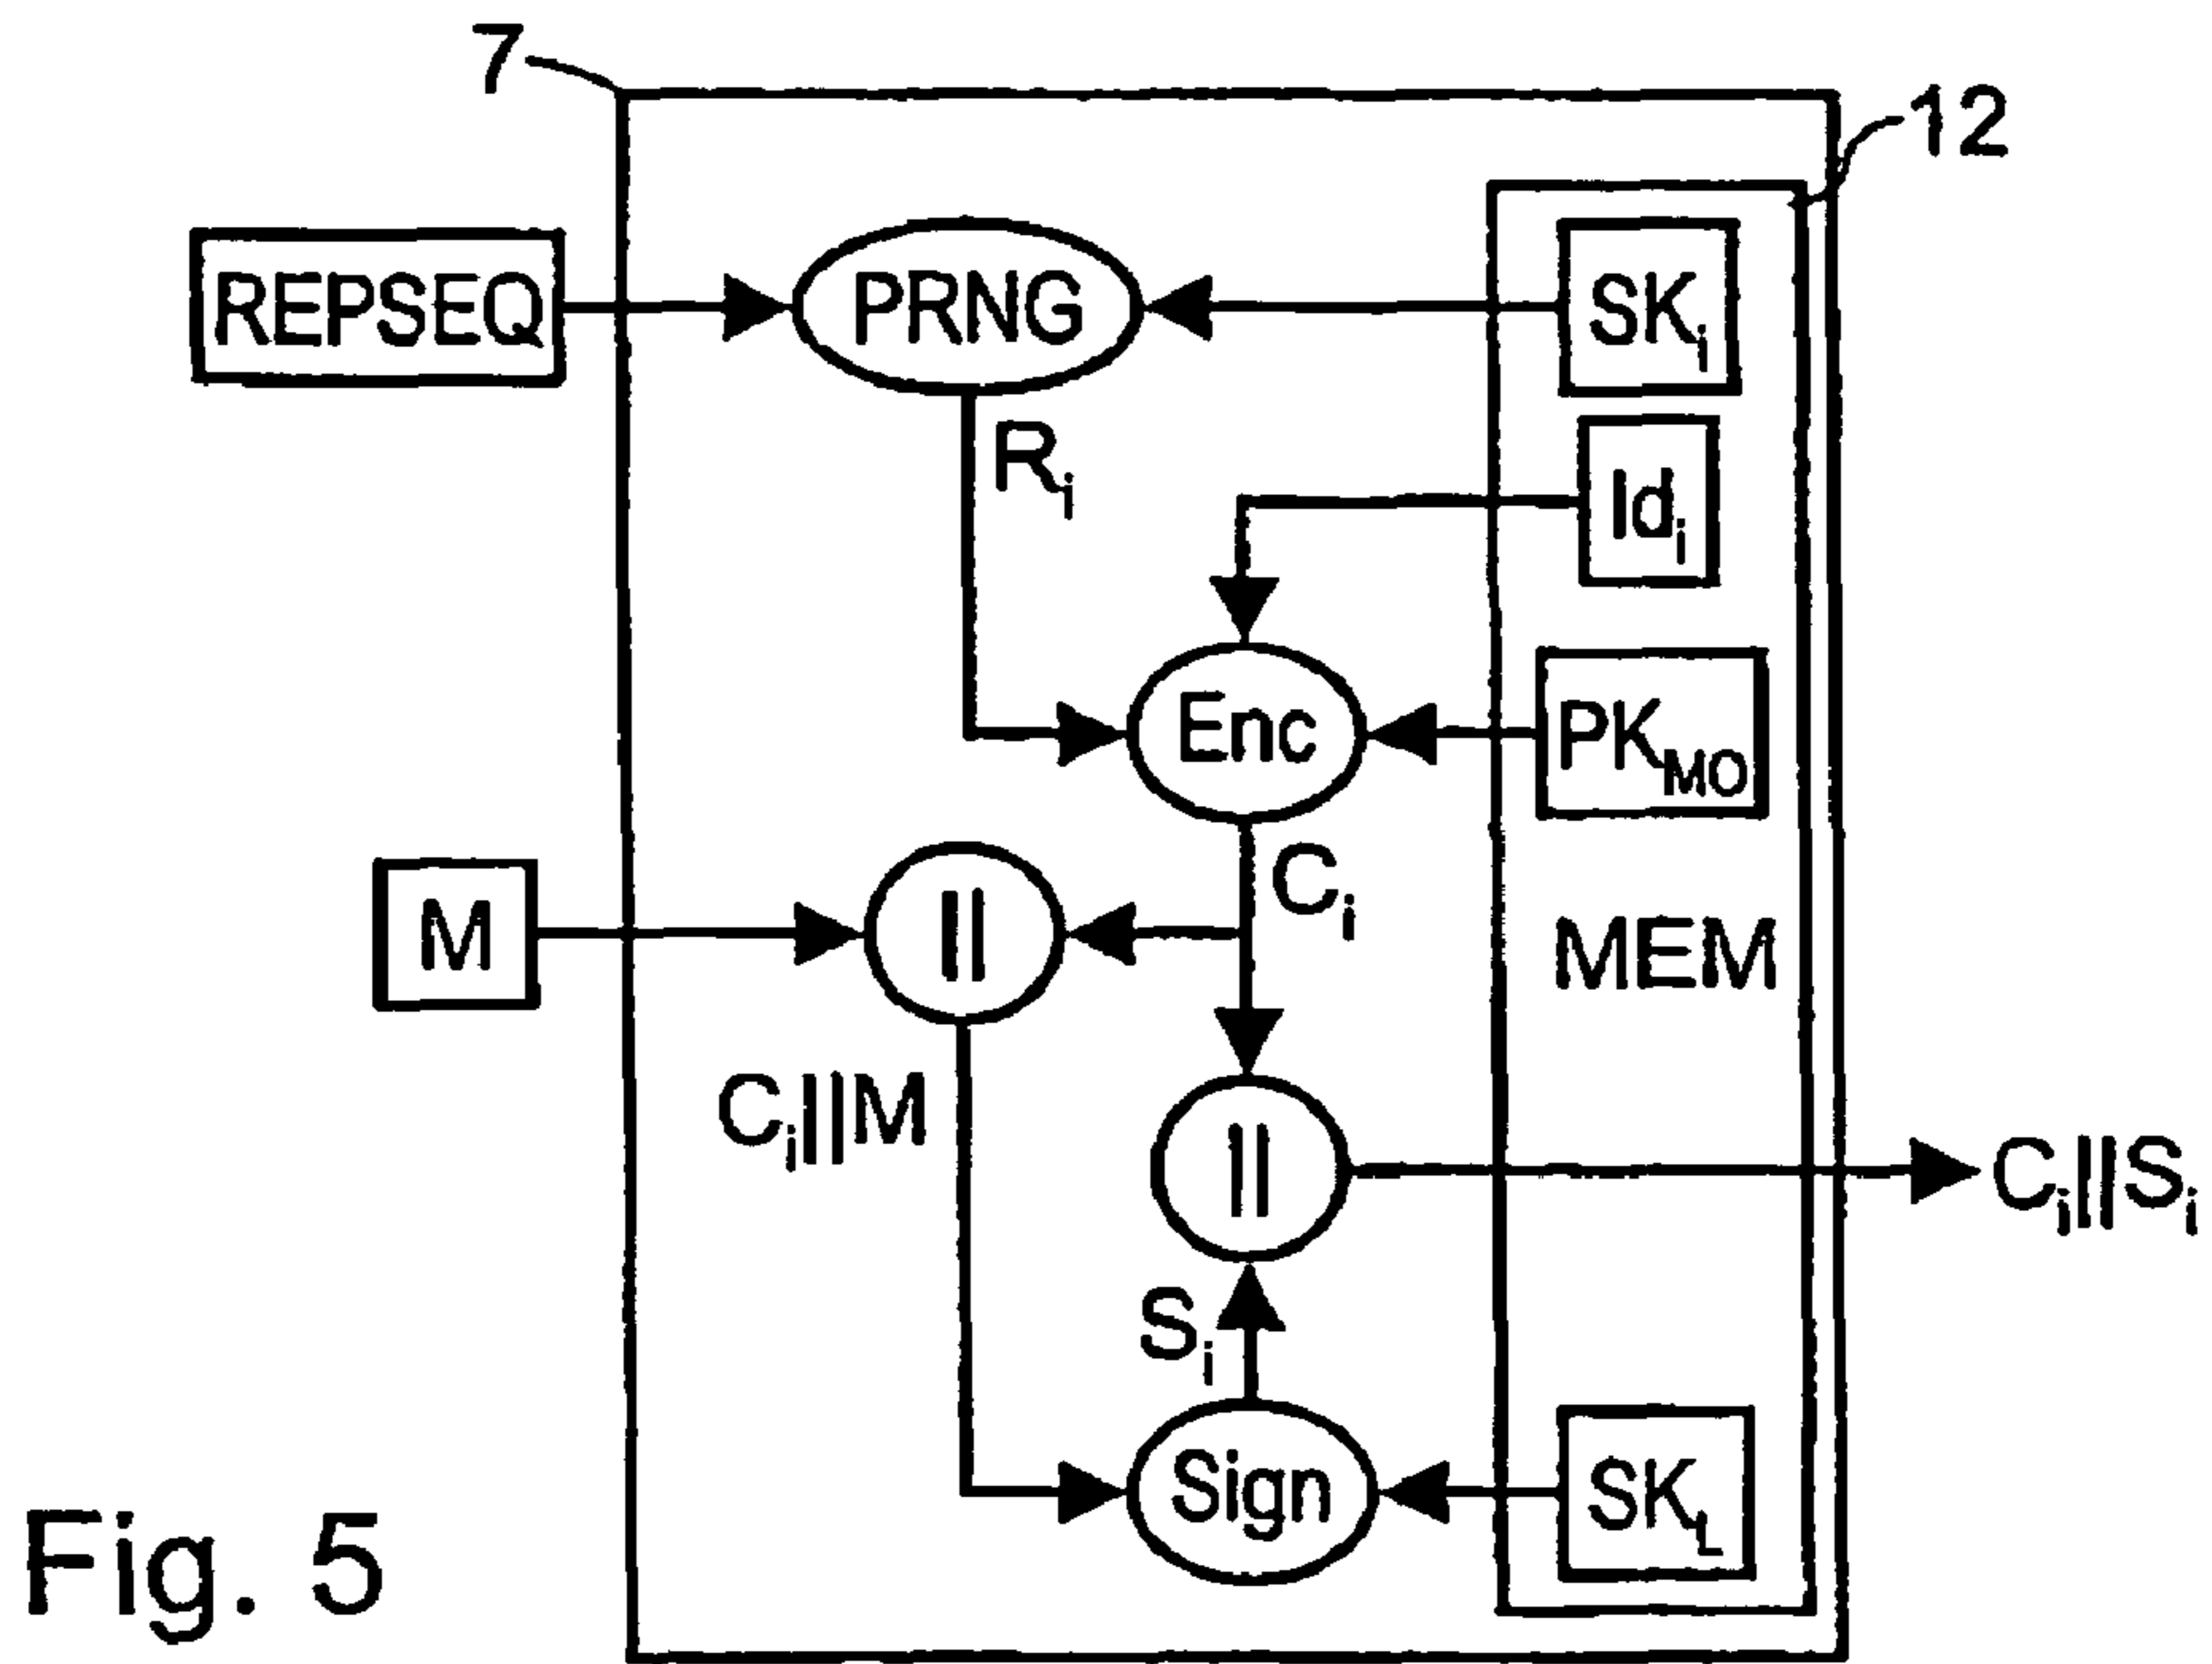 7
12
REPSEQ
PRNG
SKi
Ri
Idi
Enc
PKMO
Ci
M
||
MEM
Ci||M
||
Ci||Si
Si
Sign
SKL
Fig. 5